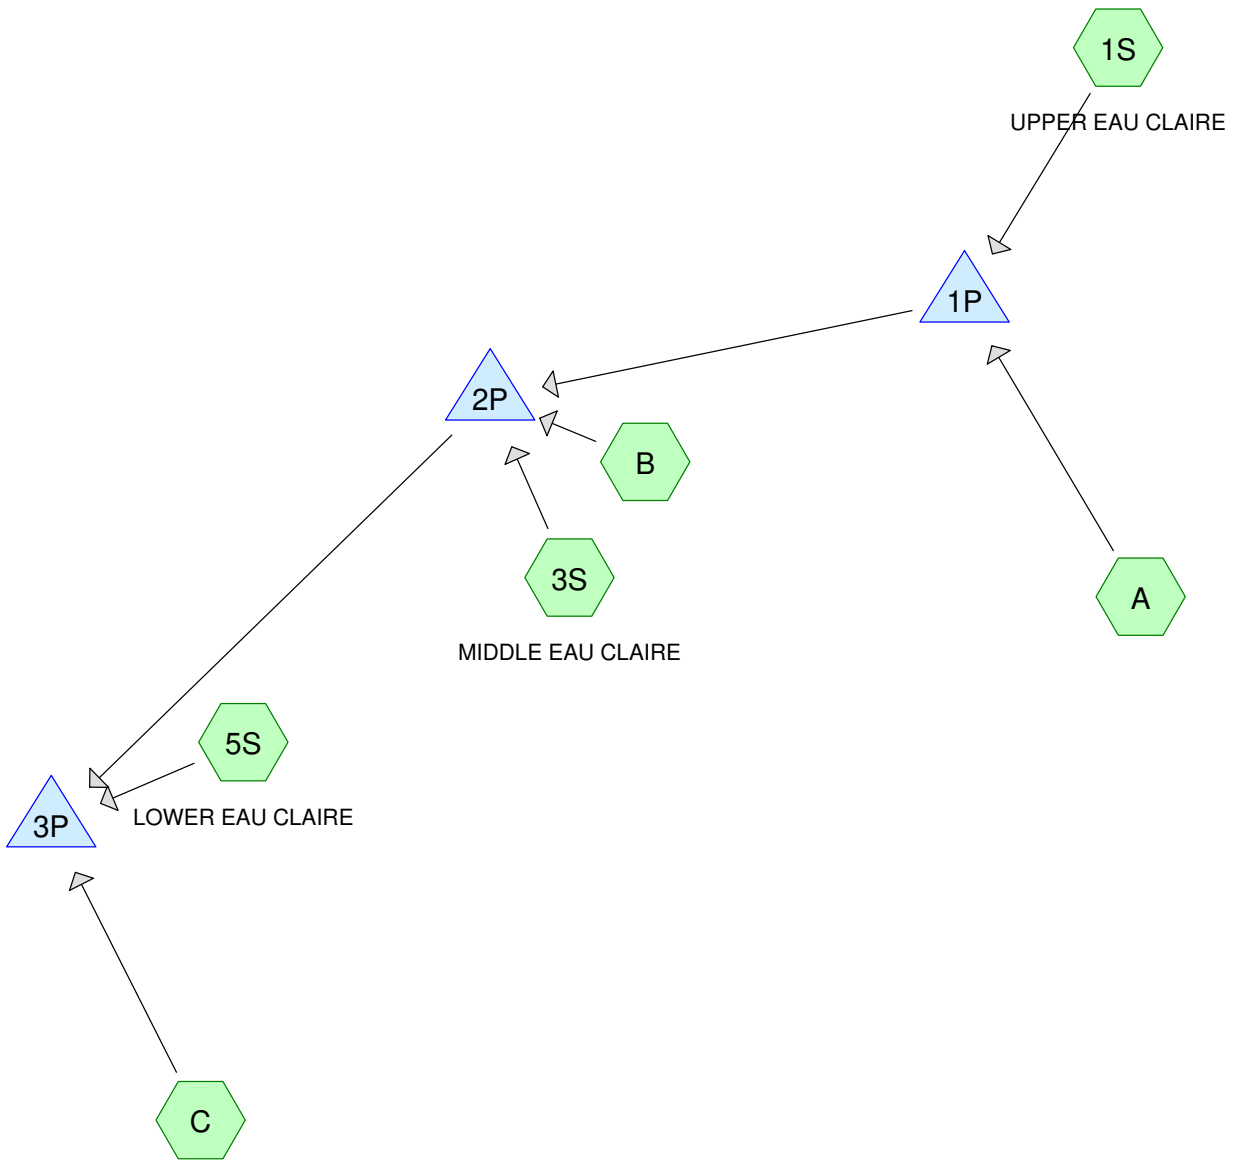 1S
UPPER EAU CLAIRE
1P
2P
B
3S
A
MIDDLE EAU CLAIRE
5S
LOWER EAU CLAIRE
3P
C